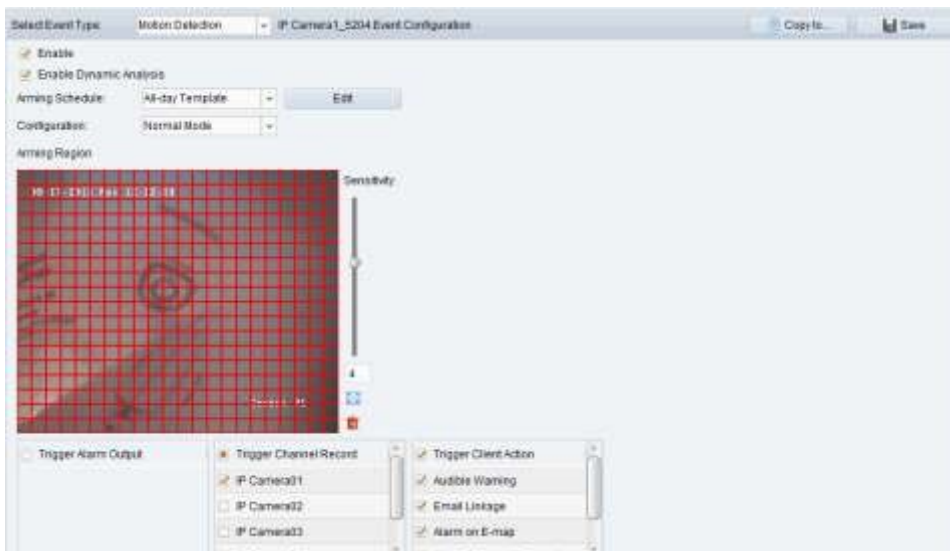 Select Event Type: Motion Detection IP Camera1_5204 Event Configuration Copy to... Save
Enable
Enable Dynamic Analysis
Arming Schedule: All-day Template Edit
Configuration: Normal Mode
Arming Region
Sensitivity
4
Trigger Alarm Output Trigger Channel Record Trigger Client Action
IP Camera01 Audible Warning
IP Camera02 Email Linkage
IP Camera03 Alarm on E-map